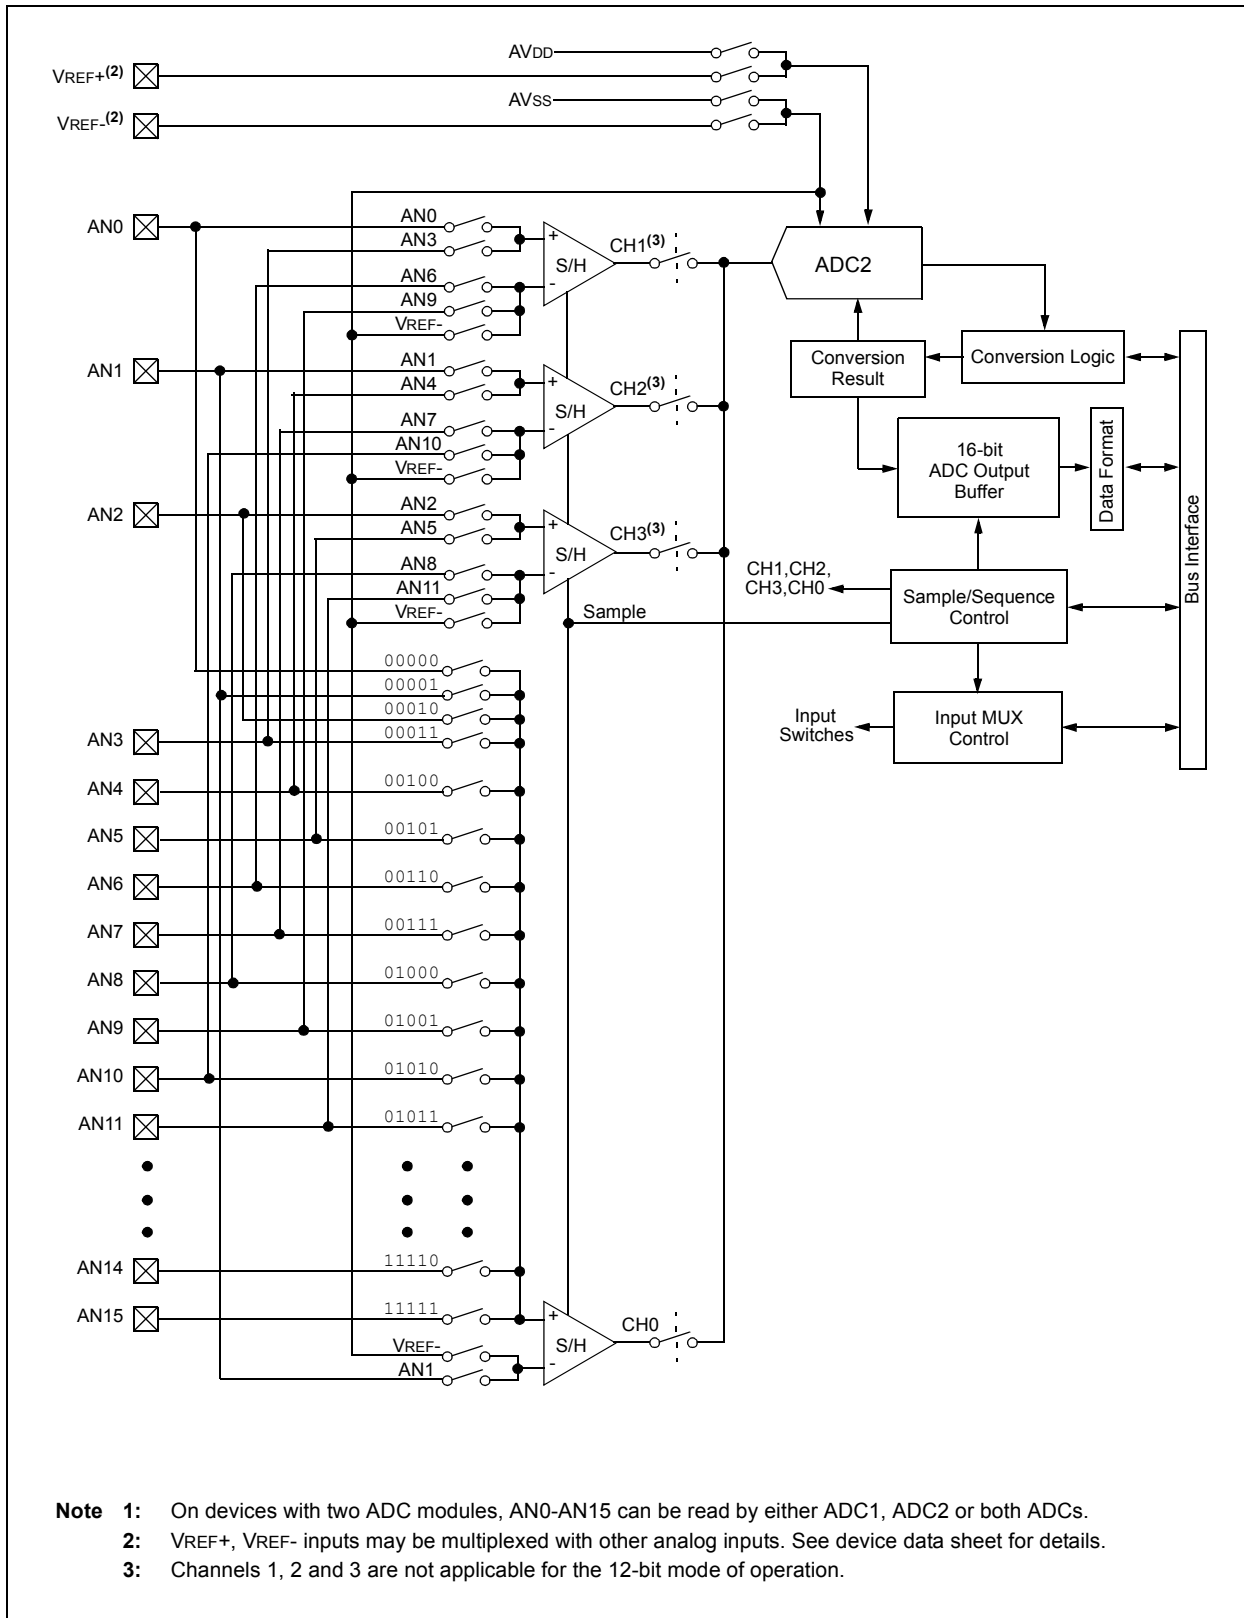 AVDD
VREF+(2)
AVSS
VREF-(2)
AN0
AN0
AN3
AN6
AN9
VREF-
+
S/H
-
CH1(3)
ADC2
Conversion Logic
Conversion
Result
AN1
AN1
AN4
AN7
AN10
VREF-
+
S/H
-
CH2(3)
16-bit
ADC Output
Buffer
Data Format
Bus Interface
AN2
AN2
AN5
AN8
AN11
VREF-
+
S/H
-
CH3(3)
CH1,CH2,
CH3,CH0
Sample/Sequence
Control
Sample
00000
00001
00010
AN3
00011
Input
Switches
Input MUX
Control
AN4
00100
AN5
00101
AN6
00110
AN7
00111
AN8
01000
AN9
01001
AN10
01010
AN11
01011
AN14
11110
AN15
11111
VREF-
AN1
+
S/H
-
CH0
Note 1: On devices with two ADC modules, AN0-AN15 can be read by either ADC1, ADC2 or both ADCs.
2: VREF+, VREF- inputs may be multiplexed with other analog inputs. See device data sheet for details.
3: Channels 1, 2 and 3 are not applicable for the 12-bit mode of operation.